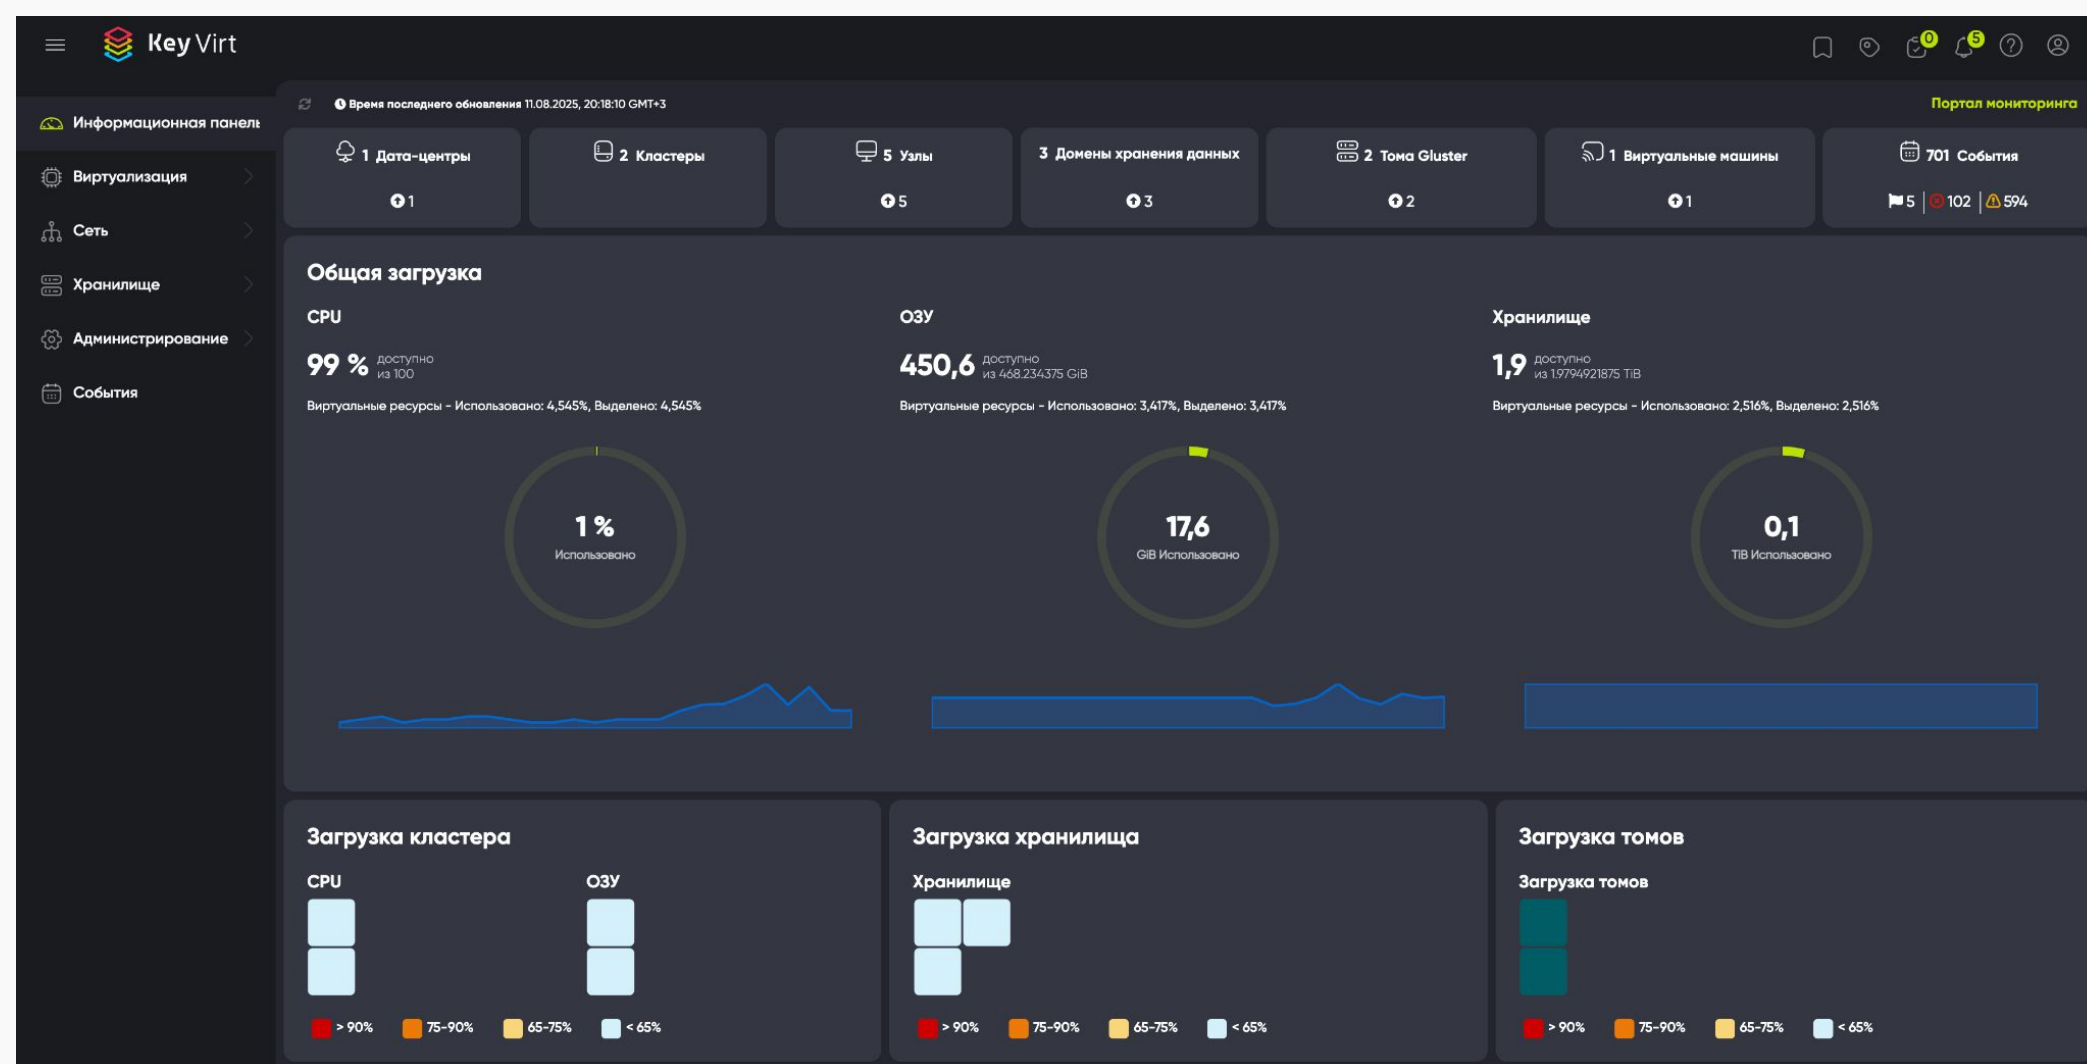 Key Virt
0
5
Время последнего обновления 11.08.2025, 20:18:10 GMT+3
Портал мониторинга
Информационная панель
Виртуализация
Сеть
Хранилище
Администрирование
События
1 Дата-центры
1
2 Кластеры
5 Узлы
5
3 Домены хранения данных
3
2 Тома Gluster
2
1 Виртуальные машины
1
701 События
5 | 102 | 594
Общая загрузка
CPU
99 % доступно
из 100
Виртуальные ресурсы - Использовано: 4,545%, Выделено: 4,545%
1 %
Использовано
ОЗУ
450,6 доступно
из 468.234375 GiB
Виртуальные ресурсы - Использовано: 3,417%, Выделено: 3,417%
17,6
GiB Использовано
Хранилище
1,9 доступно
из 1.9794921875 TiB
Виртуальные ресурсы - Использовано: 2,516%, Выделено: 2,516%
0,1
TiB Использовано
Загрузка кластера
CPU
ОЗУ
> 90% 75-90% 65-75% < 65%
Загрузка хранилища
Хранилище
> 90% 75-90% 65-75% < 65%
Загрузка томов
Загрузка томов
> 90% 75-90% 65-75% < 65%